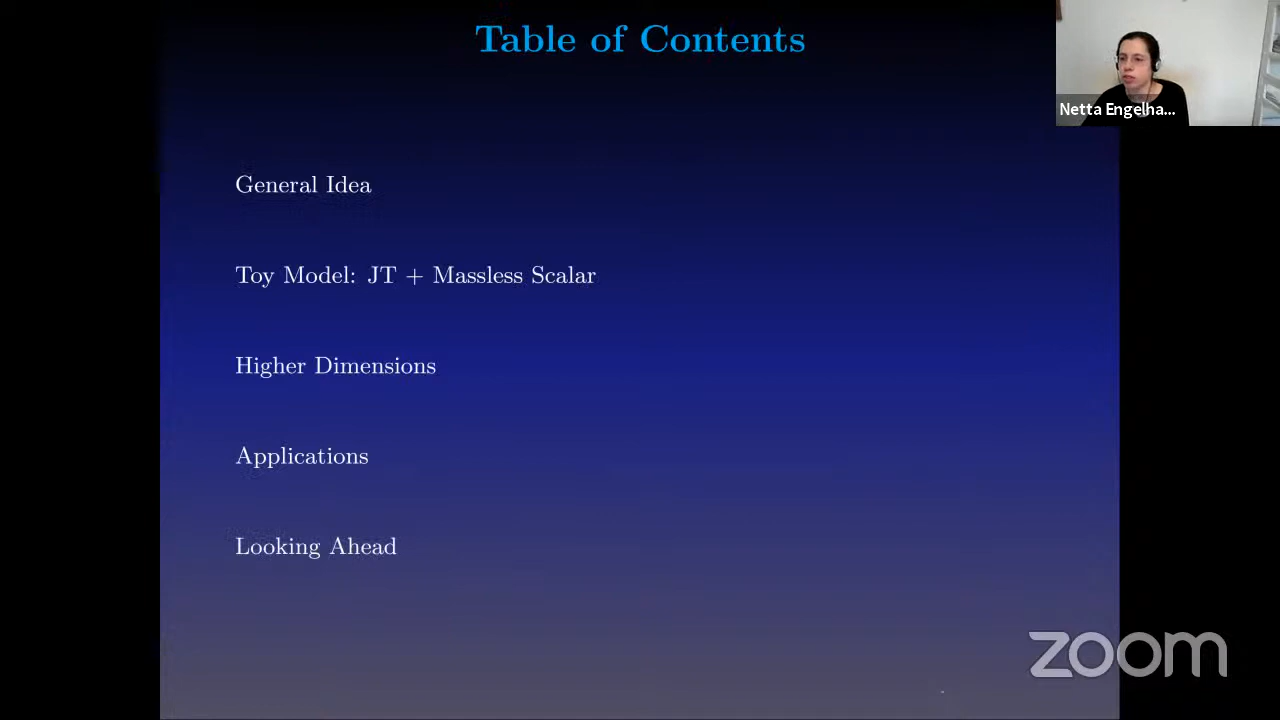 Table of Contents
Netta Engelha...
General Idea
Toy Model: JT + Massless Scalar
Higher Dimensions
Applications
Looking Ahead
zoom